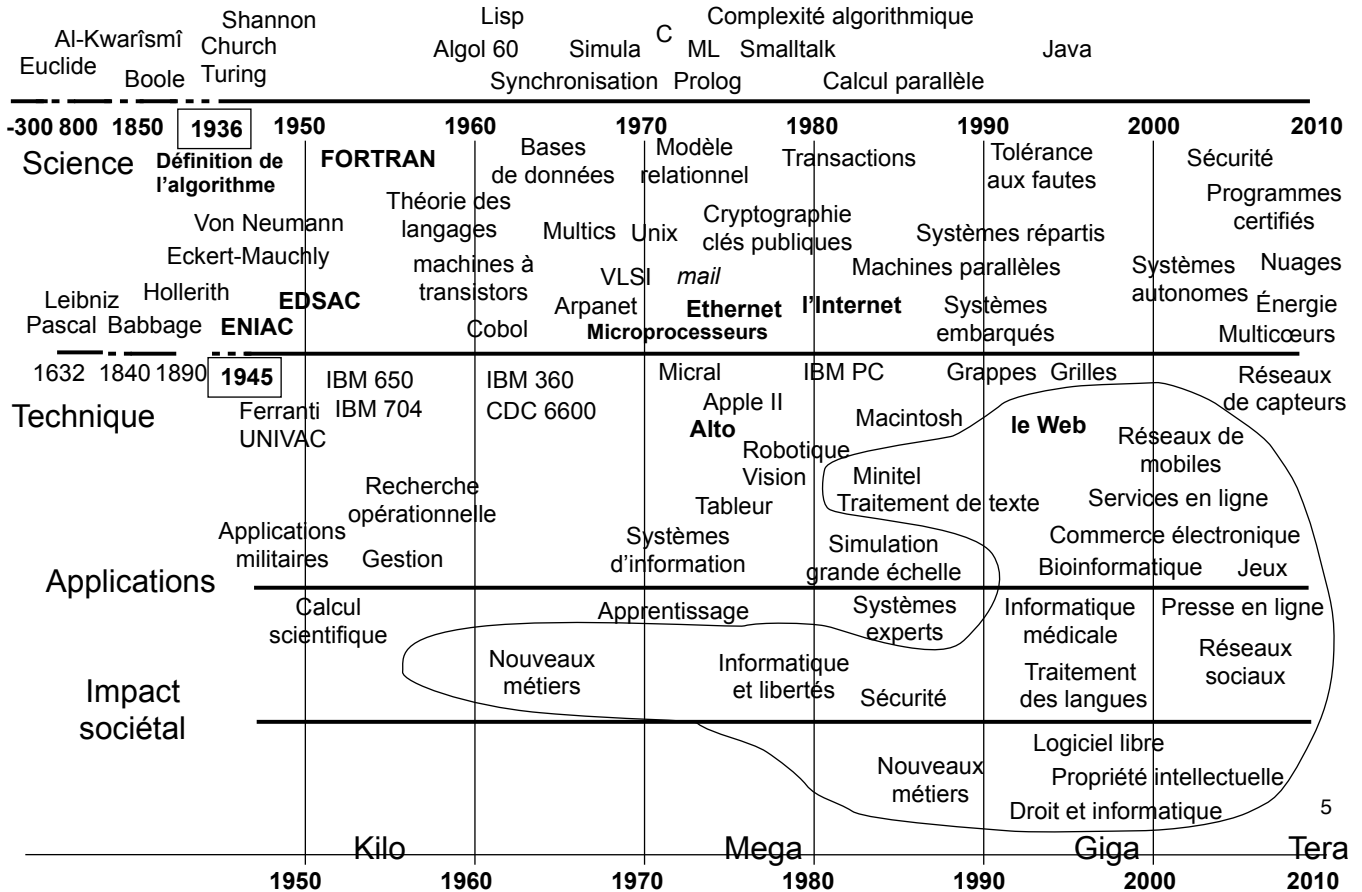 Shannon
Lisp
Complexité algorithmique
Al-Kwarîsmî
Church
Algol 60
Simula
C
ML
Smalltalk
Java
Euclide
Boole
Turing
Synchronisation
Prolog
Calcul parallèle
-300 800 1850 1936 1950 1960 1970 1980 1990 2000 2010
Science
Définition de
l’algorithme
FORTRAN
Bases
de données
Modèle
relationnel
Transactions
Tolérance
aux fautes
Sécurité
Programmes
certifiés
Von Neumann
Théorie des
langages
Multics
Unix
Cryptographie
clés publiques
Systèmes répartis
Eckert-Mauchly
machines à
transistors
VLSI
mail
Machines parallèles
Systèmes
autonomes
Nuages
Leibniz
Hollerith
EDSAC
Arpanet
Ethernet
l’Internet
Systèmes
embarqués
Énergie
Pascal
Babbage
ENIAC
Cobol
Microprocesseurs
Multicœurs
1632 1840 1890 1945
Technique
Ferranti
UNIVAC
IBM 650
IBM 704
IBM 360
CDC 6600
Micral
IBM PC
Grappes
Grilles
Réseaux
de capteurs
Apple II
Alto
Macintosh
le Web
Réseaux de
mobiles
Robotique
Vision
Minitel
Traitement de texte
Services en ligne
Recherche
opérationnelle
Tableur
Applications
militaires
Gestion
Systèmes
d’information
Simulation
grande échelle
Commerce électronique
Bioinformatique
Jeux
Applications
Calcul
scientifique
Apprentissage
Systèmes
experts
Informatique
médicale
Presse en ligne
Nouveaux
métiers
Informatique
et libertés
Sécurité
Traitement
des langues
Réseaux
sociaux
Impact
sociétal
Logiciel libre
Nouveaux
métiers
Propriété intellectuelle
Droit et informatique
5
Kilo
Mega
Giga
Tera
1950 1960 1970 1980 1990 2000 2010